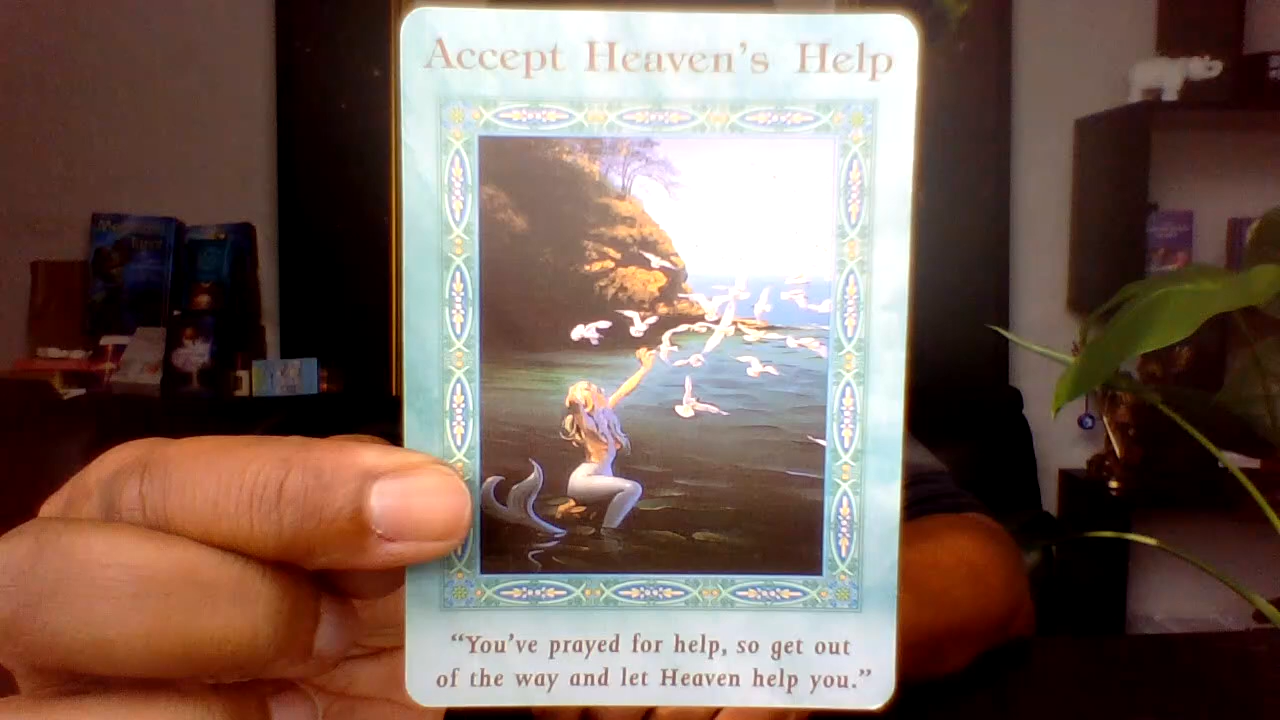 Accept Heaven's Help
"You've prayed for help, so get out
of the way and let Heaven help you."